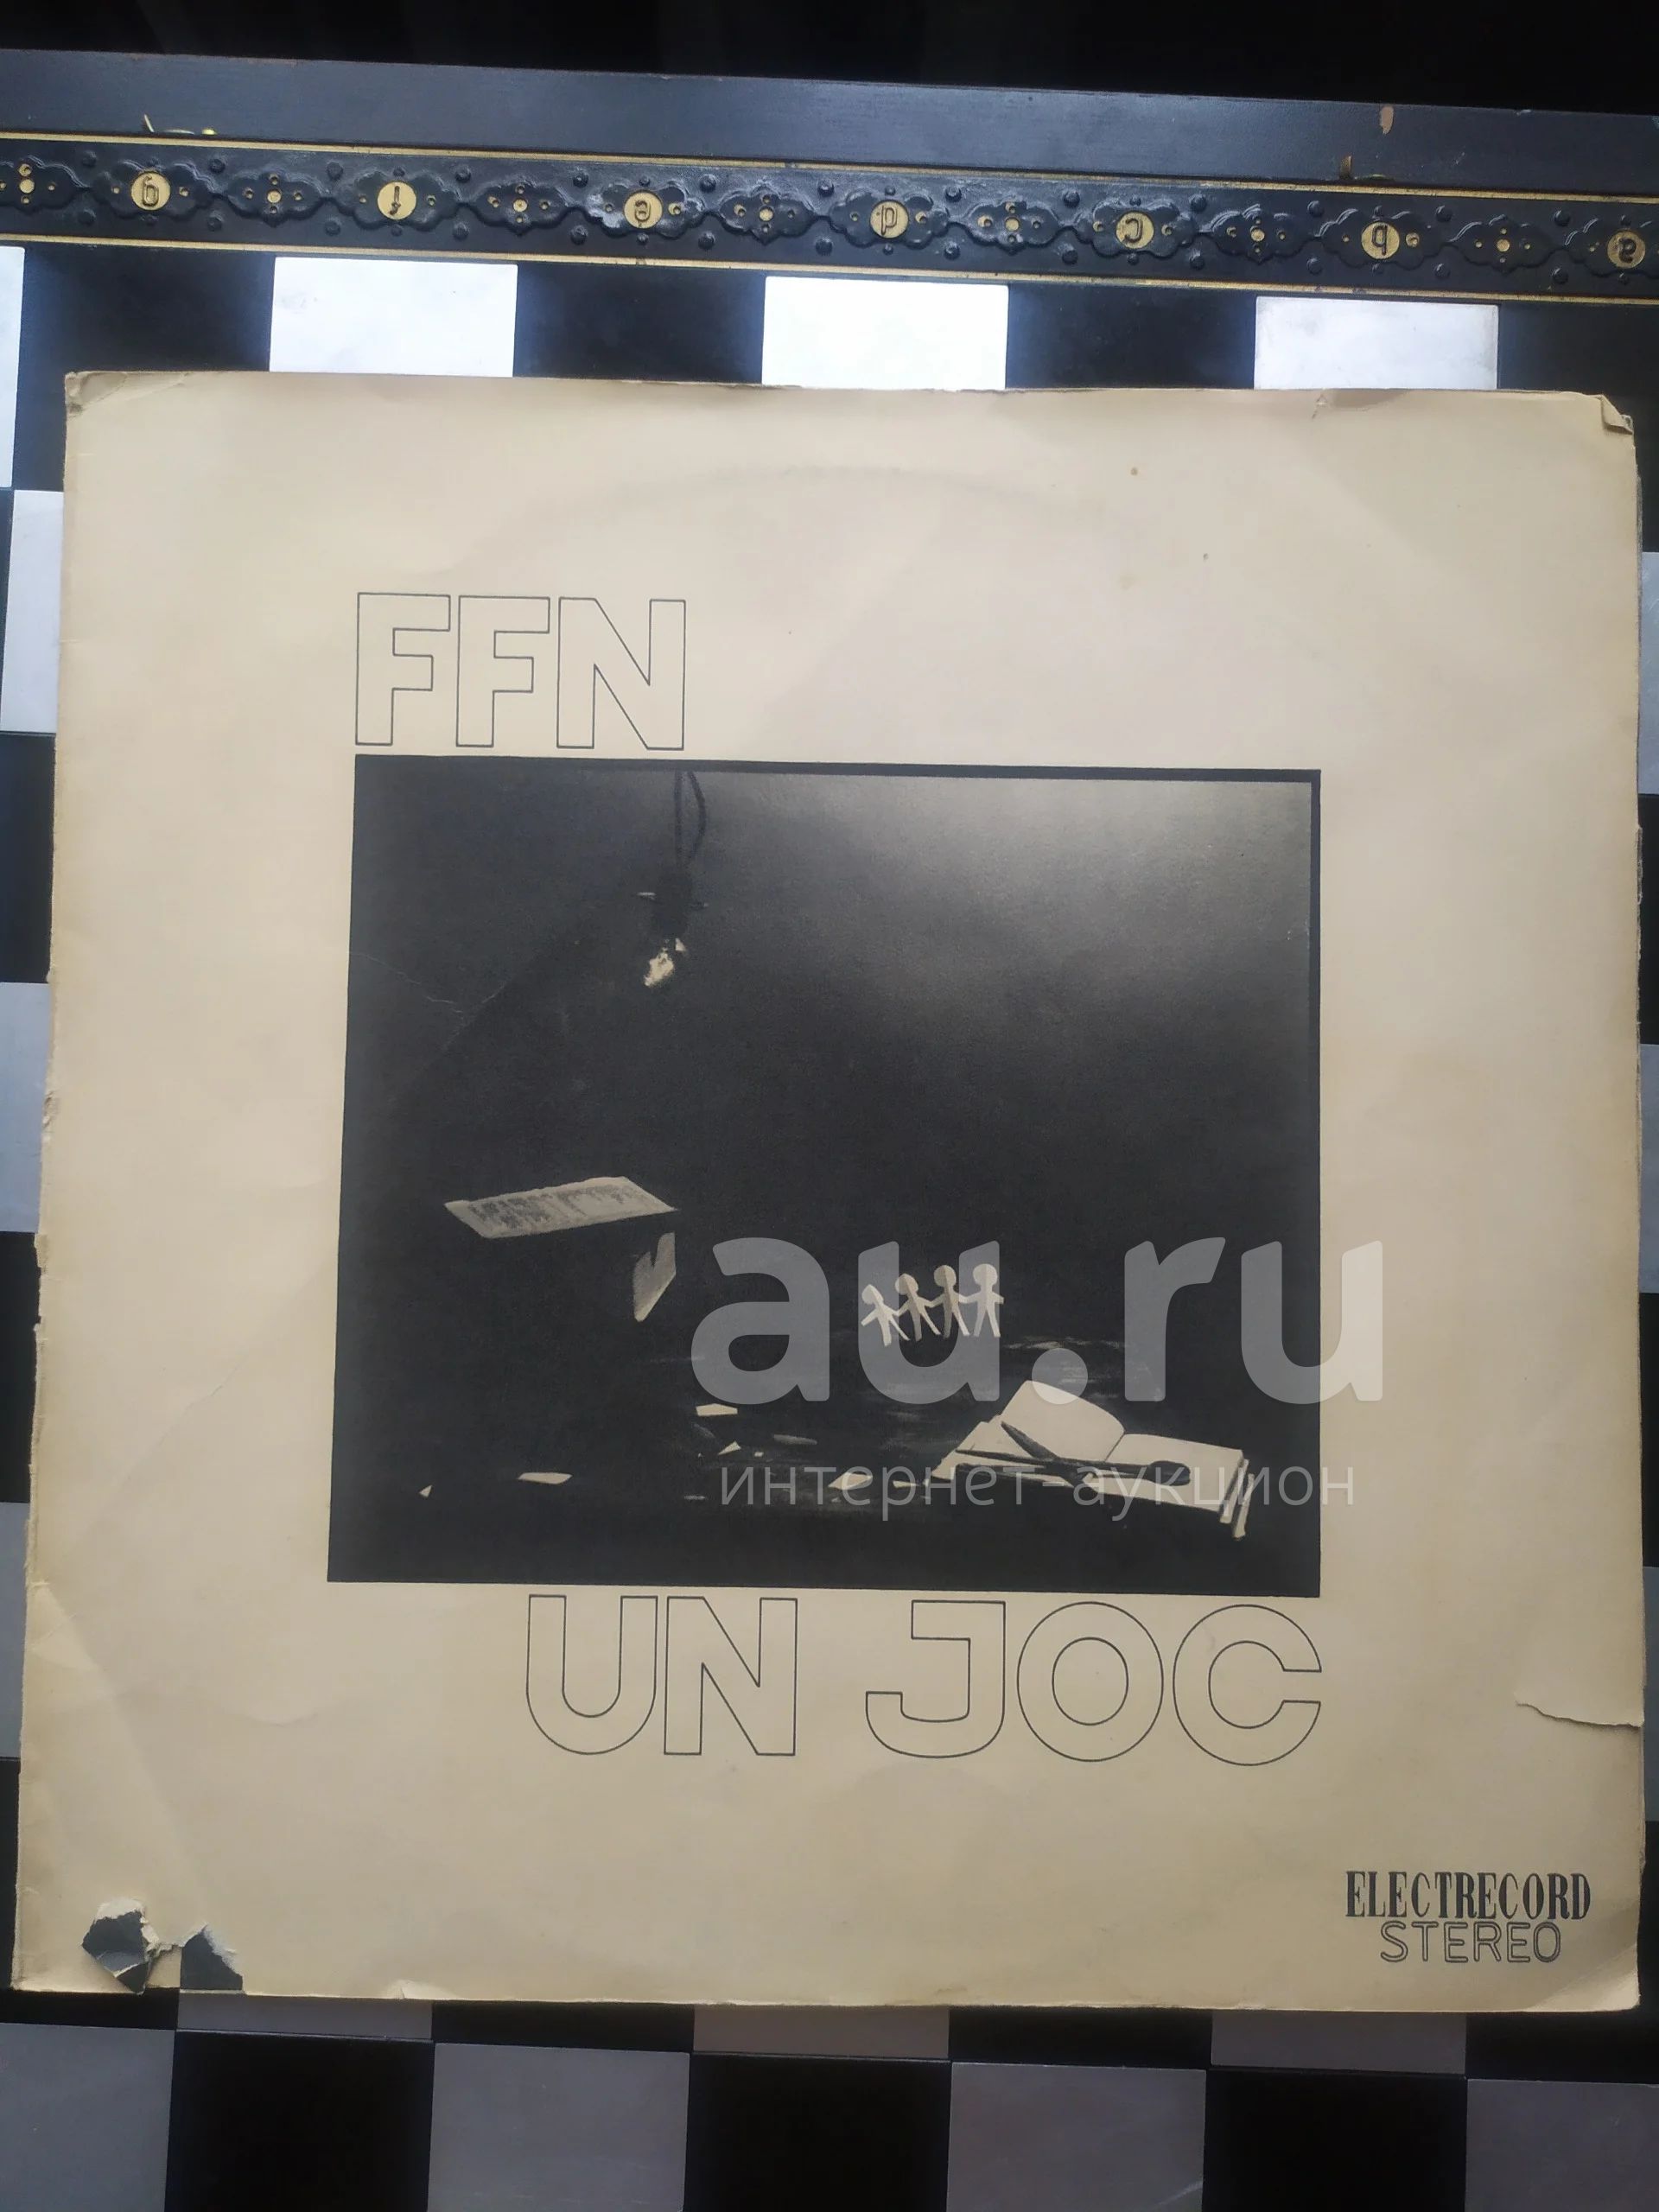 g f e d c b a
FFN
au.ru
интернет-аукцион
UN JOC
ELECTRECORD
STEREO